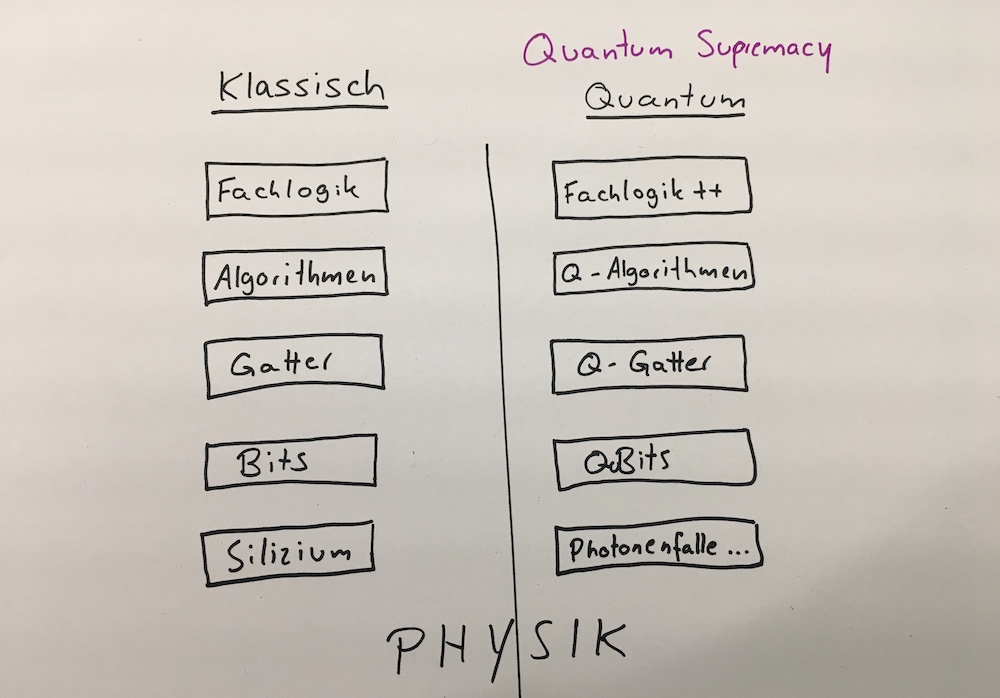 Quantum Supremacy
Klassisch
Quantum
Fachlogik
Fachlogik ++
Algorithmen
Q-Algorithmen
Gatter
Q-Gatter
Bits
QuBits
Silizium
Photonenfalle ...
PHYSIK